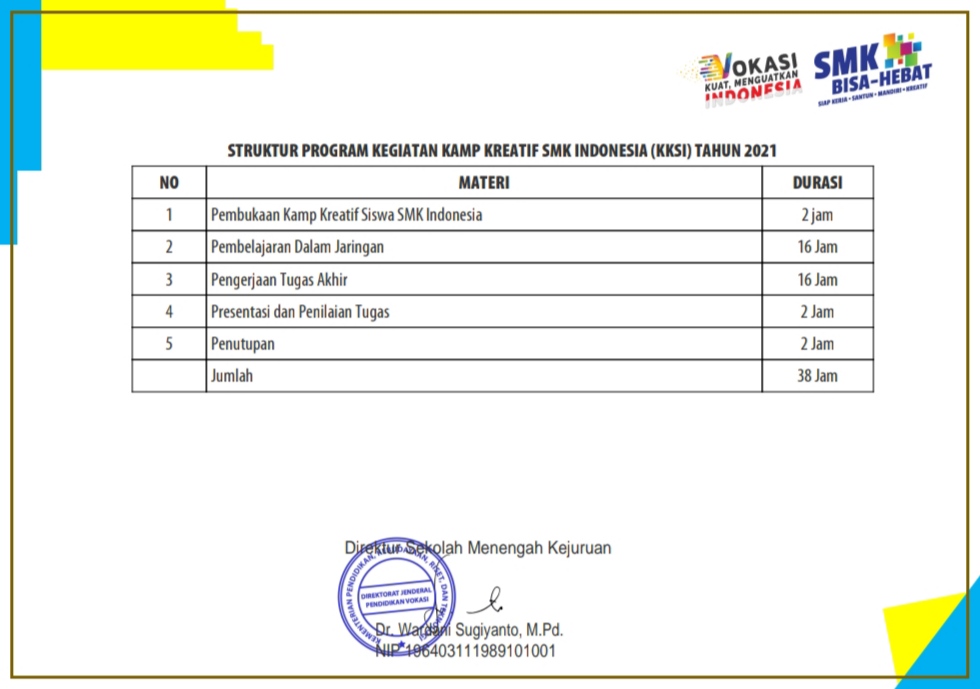 VOKASI
KUAT, MENGUATKAN
INDONESIA
SMK
BISA-HEBAT
SIAP KERJA • SANTUN • MANDIRI • KREATIF
STRUKTUR PROGRAM KEGIATAN KAMP KREATIF SMK INDONESIA (KKSI) TAHUN 2021
NO MATERI DURASI
1 Pembukaan Kamp Kreatif Siswa SMK Indonesia 2 jam
2 Pembelajaran Dalam Jaringan 16 Jam
3 Pengerjaan Tugas Akhir 16 Jam
4 Presentasi dan Penilaian Tugas 2 Jam
5 Penutupan 2 Jam
Jumlah 38 Jam
Direktur Sekolah Menengah Kejuruan
KEMENTERIAN PENDIDIKAN, KEBUDAYAAN, RISET, DAN TEKNOLOGI
DIREKTORAT JENDERAL
PENDIDIKAN VOKASI
Dr. Wardani Sugiyanto, M.Pd.
NIP 196403111989101001